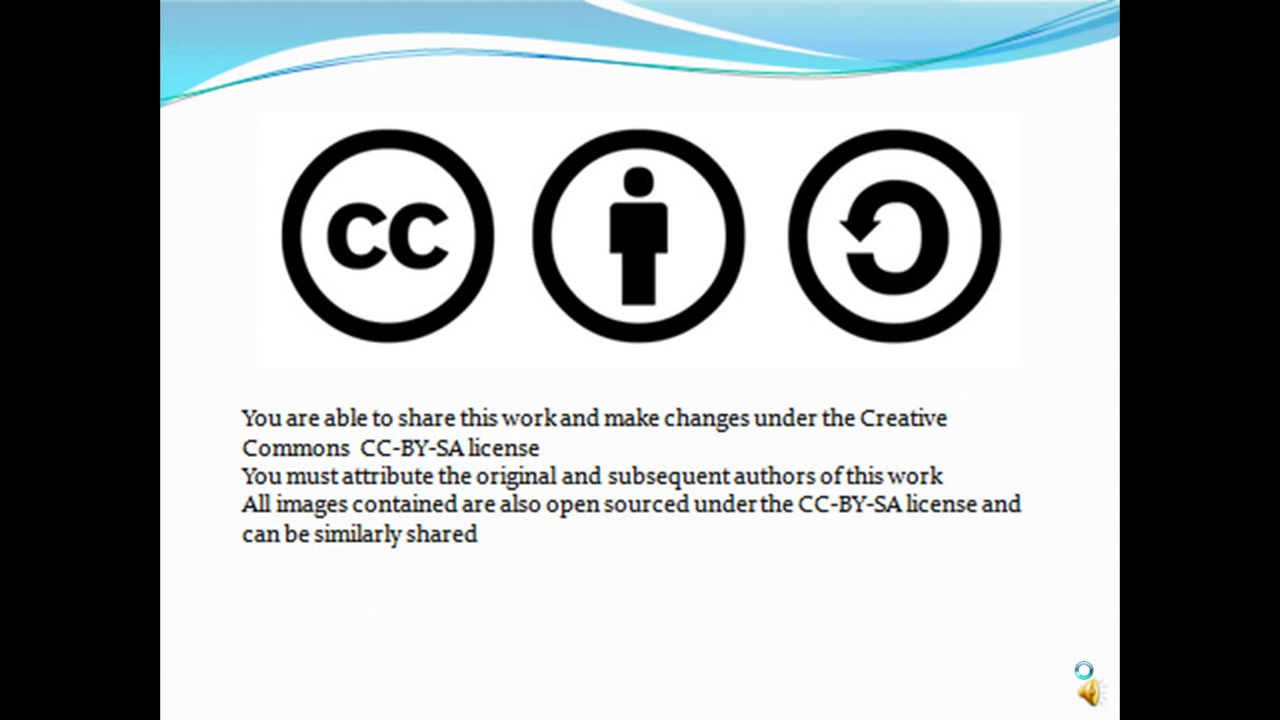 cc
You are able to share this work and make changes under the Creative
Commons  CC-BY-SA license
You must attribute the original and subsequent authors of this work
All images contained are also open sourced under the CC-BY-SA license and
can be similarly shared